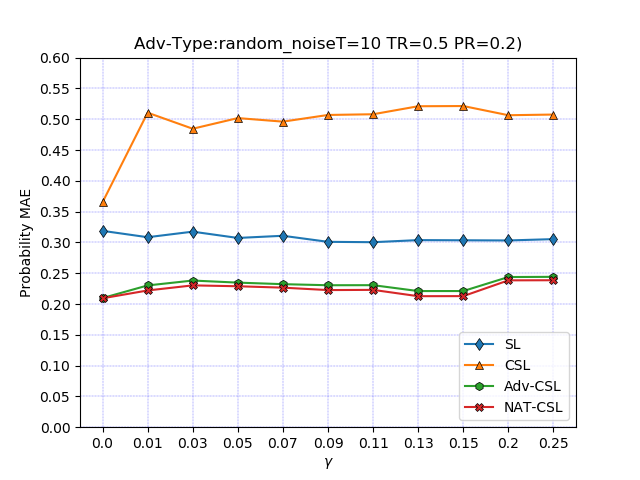 Adv-Type:random_noiseT=10 TR=0.5 PR=0.2)
Probability MAE
0.60
0.55
0.50
0.45
0.40
0.35
0.30
0.25
0.20
0.15
0.10
0.05
0.00
SL
CSL
Adv-CSL
NAT-CSL
0.0 0.01 0.03 0.05 0.07 0.09 0.11 0.13 0.15 0.2 0.25
γ